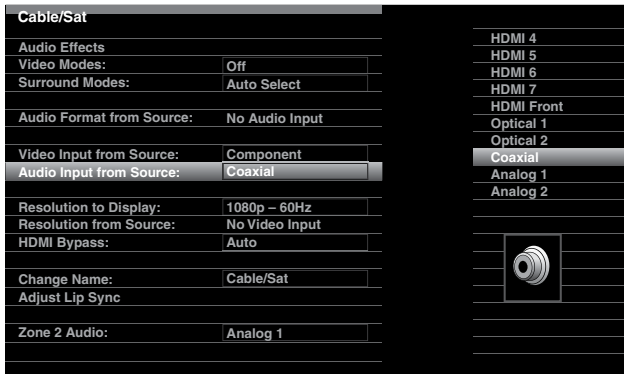 Cable/Sat
Audio Effects
Video Modes: Off
Surround Modes: Auto Select
Audio Format from Source: No Audio Input
Video Input from Source: Component
Audio Input from Source: Coaxial
Resolution to Display: 1080p – 60Hz
Resolution from Source: No Video Input
HDMI Bypass: Auto
Change Name: Cable/Sat
Adjust Lip Sync
Zone 2 Audio: Analog 1
HDMI 4
HDMI 5
HDMI 6
HDMI 7
HDMI Front
Optical 1
Optical 2
Coaxial
Analog 1
Analog 2